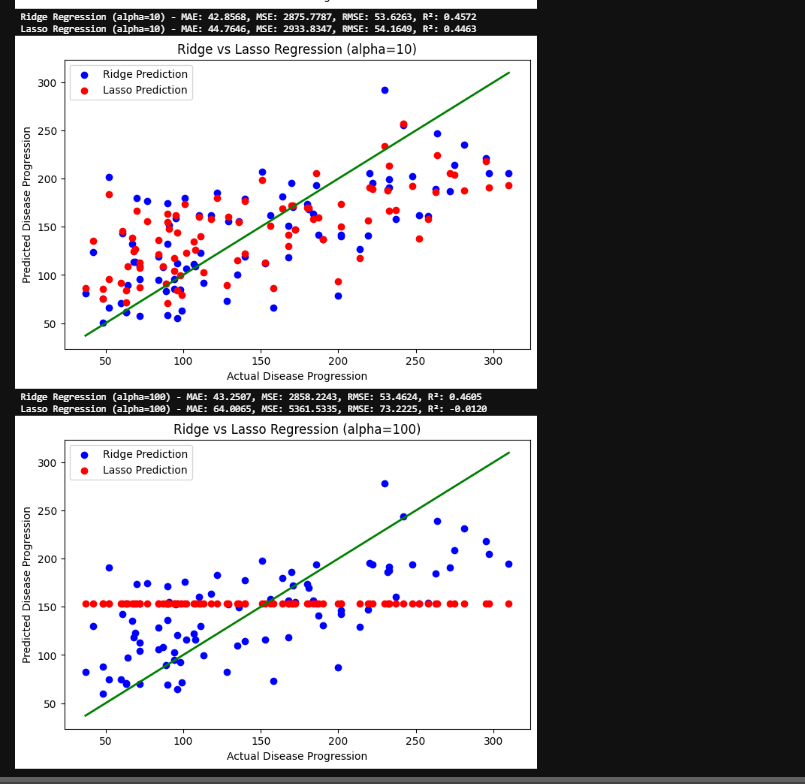 Ridge Regression (alpha=10) - MAE: 42.8568, MSE: 2875.7787, RMSE: 53.6263, R²: 0.4572
Lasso Regression (alpha=10) - MAE: 44.7646, MSE: 2933.8347, RMSE: 54.1649, R²: 0.4463
Ridge vs Lasso Regression (alpha=10)
Ridge Prediction
Lasso Prediction
300
250
200
150
100
50
Predicted Disease Progression
50 100 150 200 250 300
Actual Disease Progression
Ridge Regression (alpha=100) - MAE: 43.2507, MSE: 2858.2243, RMSE: 53.4624, R²: 0.4605
Lasso Regression (alpha=100) - MAE: 64.0065, MSE: 5361.5335, RMSE: 73.2225, R²: -0.0120
Ridge vs Lasso Regression (alpha=100)
Ridge Prediction
Lasso Prediction
300
250
200
150
100
50
Predicted Disease Progression
50 100 150 200 250 300
Actual Disease Progression